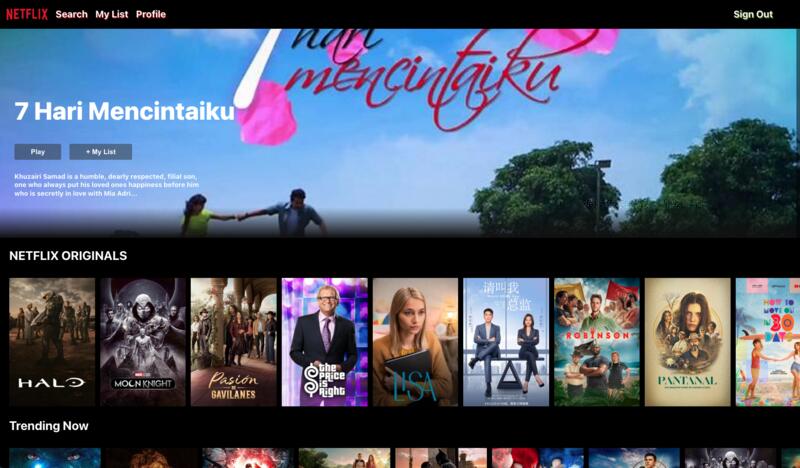 NETFLIX Search My List Profile Sign Out
hari
mencintaiku
7 Hari Mencintaiku
Play + My List
Khuzairi Samad is a humble, dearly respected, filial son,
one who always put his loved ones happiness before him
who is secretly in love with Mia Adri...
NETFLIX ORIGINALS
HALO
MARVEL
MOON KNIGHT
Pasión
DE
GAVILANES
the
PRiCE
iS
Right
LISA
请叫我
总监
ROBINSON
PANTANAL
HOW TO
MOVE ON
IN 30
DAYS
Trending Now